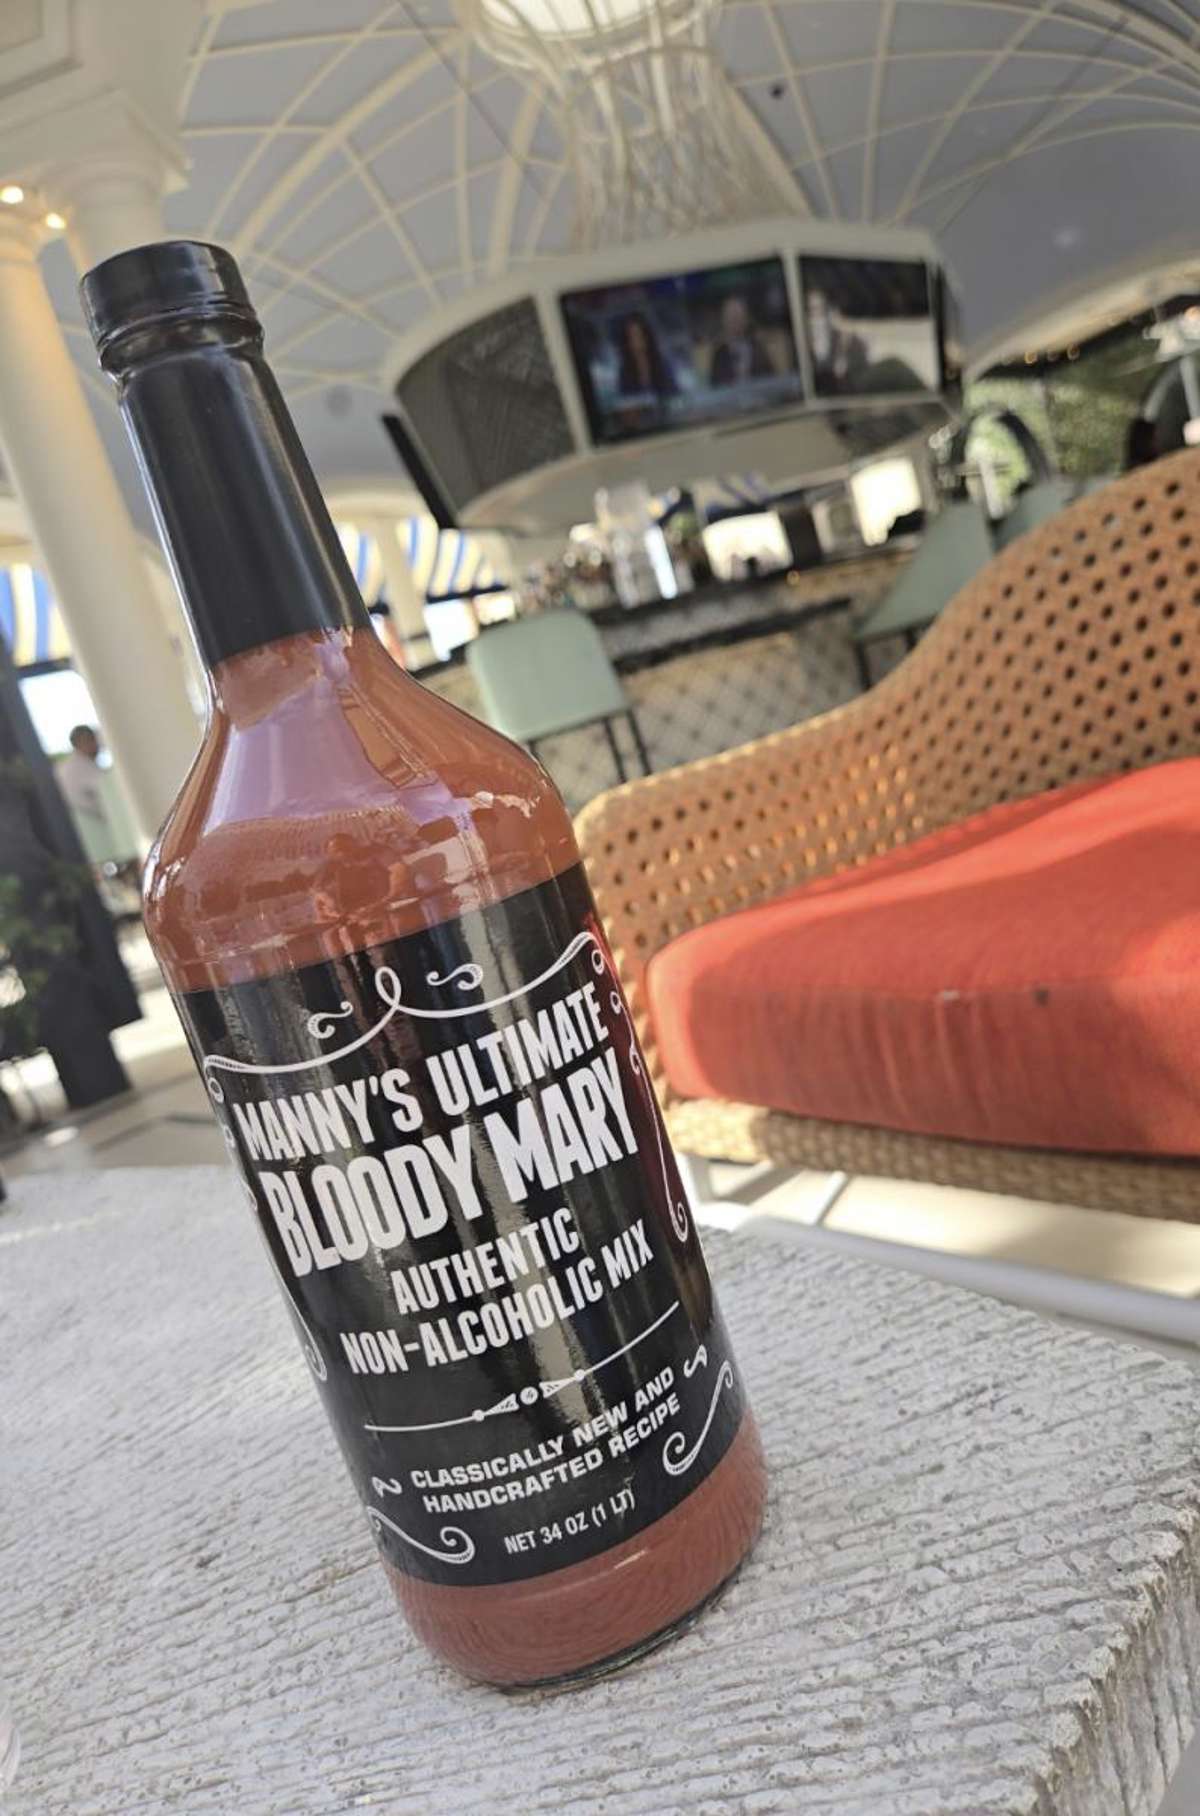 MANNY'S ULTIMATE
BLOODY MARY
AUTHENTIC
NON-ALCOHOLIC MIX
CLASSICALLY NEW AND
HANDCRAFTED RECIPE
NET 34 OZ (1 LT)